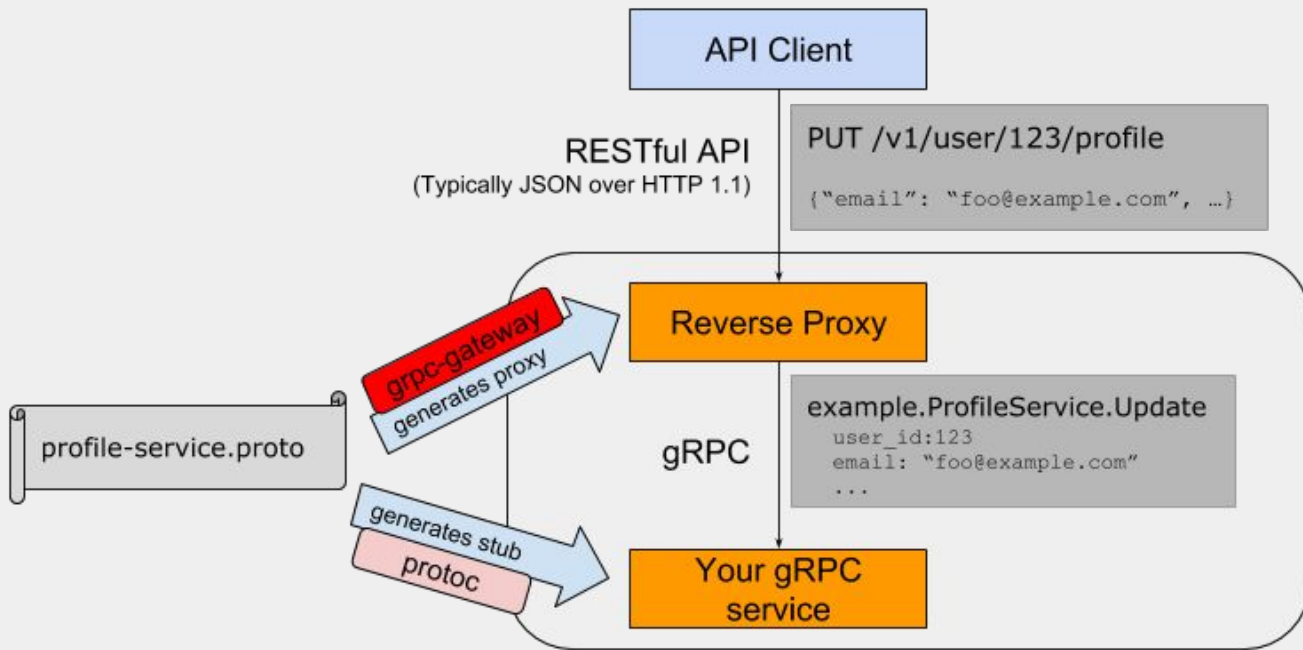 API Client
RESTful API
(Typically JSON over HTTP 1.1)
PUT /v1/user/123/profile
{“email”: “foo@example.com”, …}
Reverse Proxy
grpc-gateway
generates proxy
profile-service.proto
gRPC
example.ProfileService.Update
user_id:123
email: “foo@example.com”
...
generates stub
protoc
Your gRPC
service